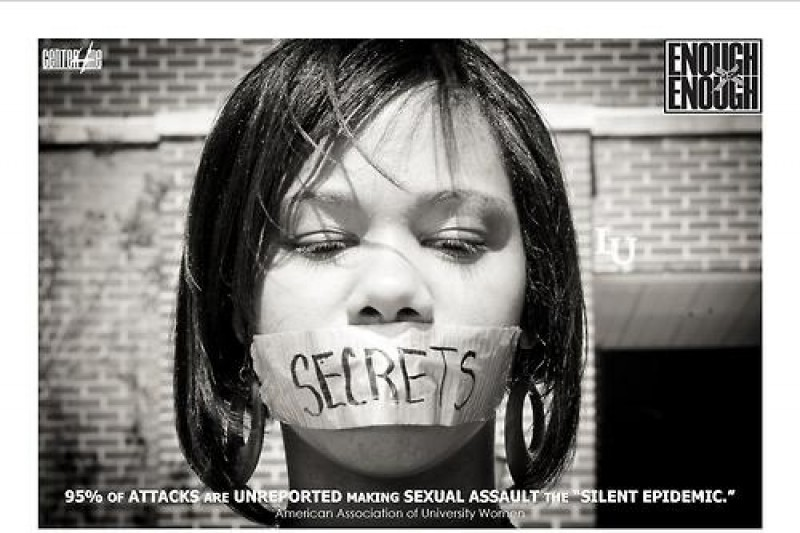 CENTERLINE
ENOUGH
ENOUGH
LU
SECRETS
95% OF ATTACKS ARE UNREPORTED MAKING SEXUAL ASSAULT THE "SILENT EPIDEMIC."
American Association of University Women